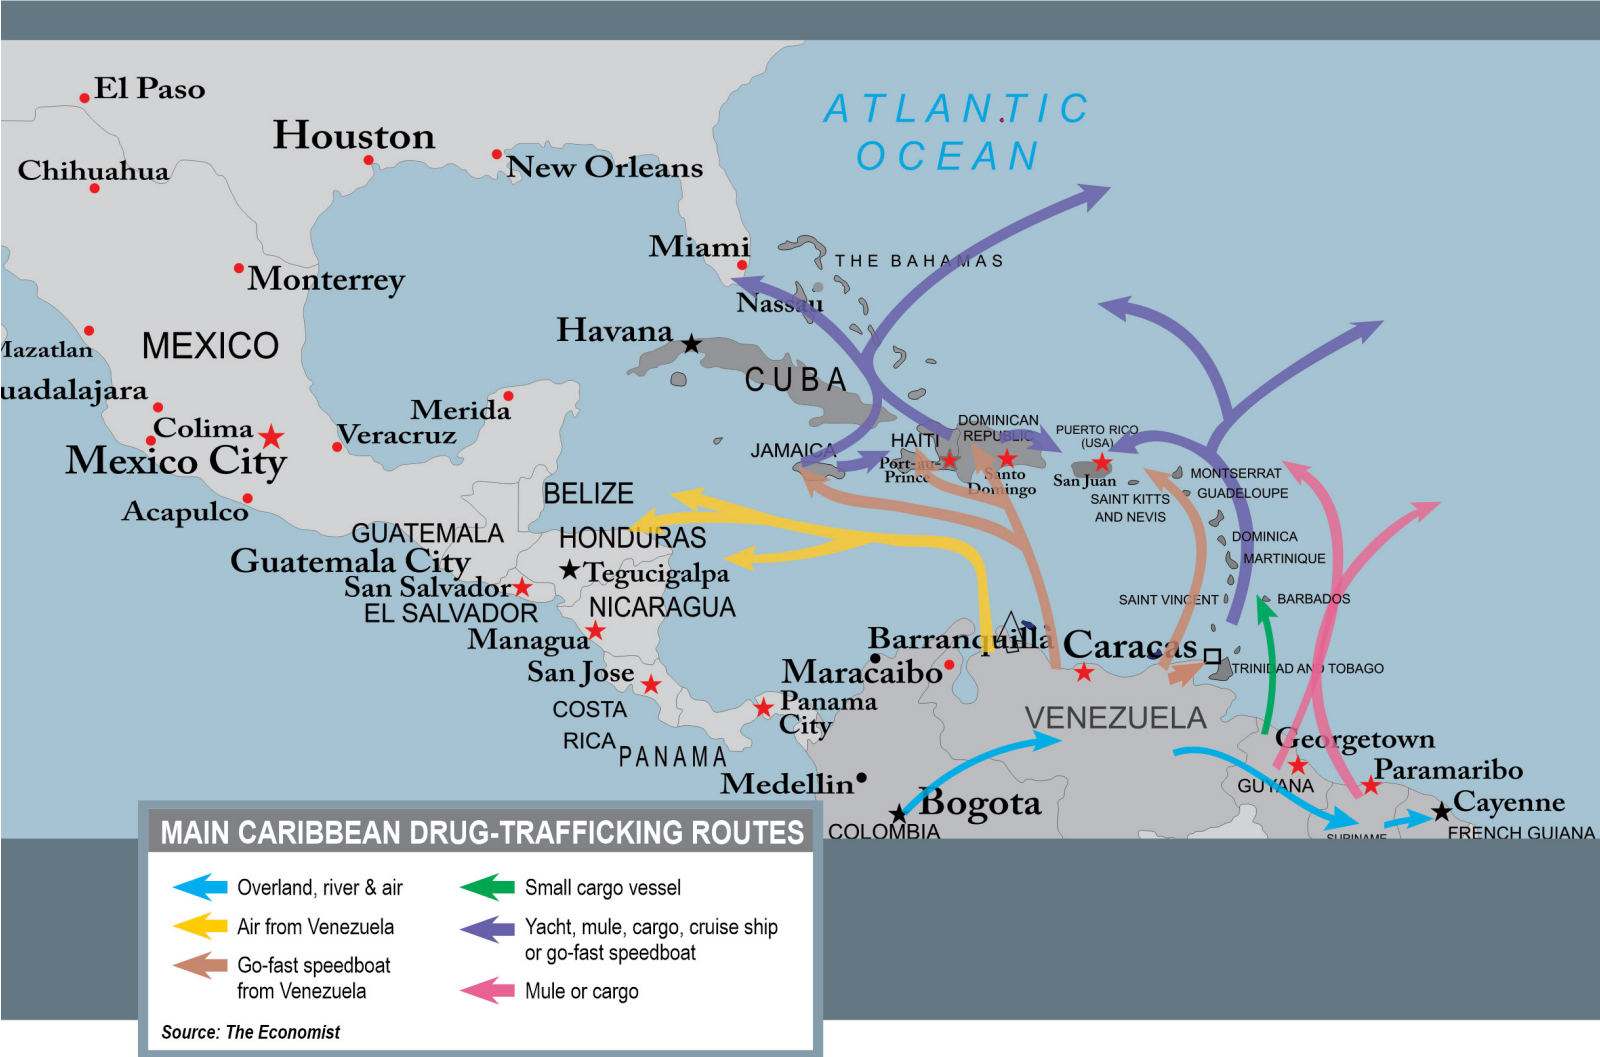 ATLANTIC
OCEAN
El Paso
Houston
Chihuahua
New Orleans
Miami
THE BAHAMAS
Monterrey
Nassau
Havana
Mazatlan
MEXICO
CUBA
uadalajara
Merida
Colima
Veracruz
Mexico City
DOMINICAN
REPUBLIC
PUERTO RICO
(USA)
HAITI
JAMAICA
Port-au-
Prince
Santo
Domingo
San Juan
MONTSERRAT
GUADELOUPE
SAINT KITTS
AND NEVIS
BELIZE
Acapulco
GUATEMALA
HONDURAS
DOMINICA
Guatemala City
MARTINIQUE
Tegucigalpa
San Salvador
EL SALVADOR
NICARAGUA
SAINT VINCENT
BARBADOS
Managua
Barranquilla
Caracas
San Jose
Maracaibo
TRINIDAD AND TOBAGO
COSTA
RICA
Panama
City
PANAMA
VENEZUELA
Georgetown
Medellin
GUYANA
Paramaribo
Bogota
Cayenne
COLOMBIA
SURINAME
FRENCH GUIANA
MAIN CARIBBEAN DRUG-TRAFFICKING ROUTES
Overland, river & air
Air from Venezuela
Go-fast speedboat
from Venezuela
Small cargo vessel
Yacht, mule, cargo, cruise ship
or go-fast speedboat
Mule or cargo
Source: The Economist